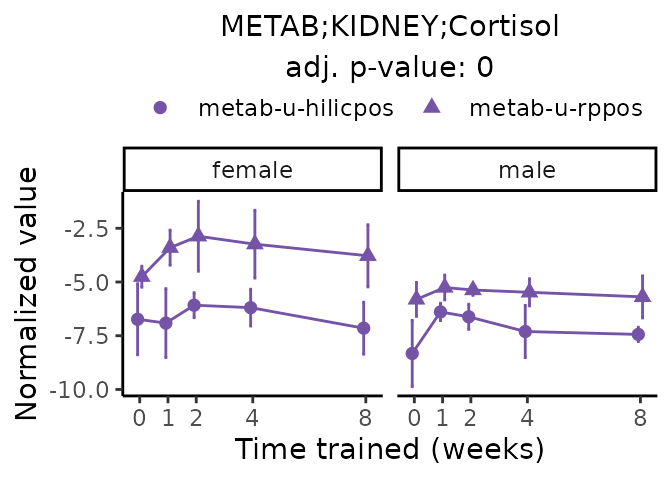 METAB;KIDNEY;Cortisol
adj. p-value: 0
metab-u-hilicpos metab-u-rppos
female male
Normalized value
-2.5
-5.0
-7.5
-10.0
0 1 2 4 8 0 1 2 4 8
Time trained (weeks)